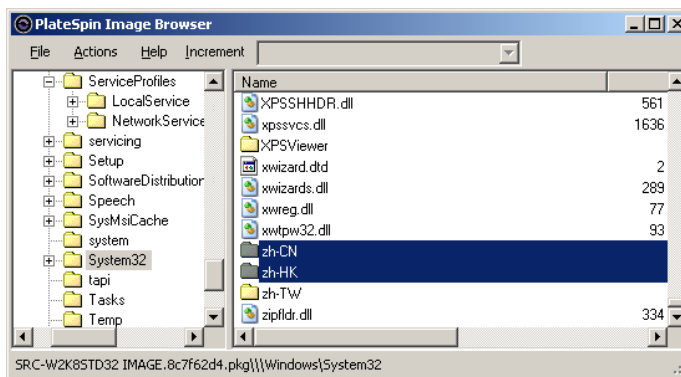 PlateSpin Image Browser
File Actions Help Increment
ServiceProfiles
LocalService
NetworkService
servicing
Setup
SoftwareDistribution
Speech
SysMsiCache
system
System32
tapi
Tasks
Temp
Name
XPSSHHDR.dll 561
xpssvcs.dll 1636
XPSViewer
xwizard.dtd 2
xwizards.dll 289
xwreg.dll 77
xwtpw32.dll 93
zh-CN
zh-HK
zh-TW
zipfldr.dll 334
SRC-W2K8STD32 IMAGE.8c7f62d4.pkg\\\Windows\System32